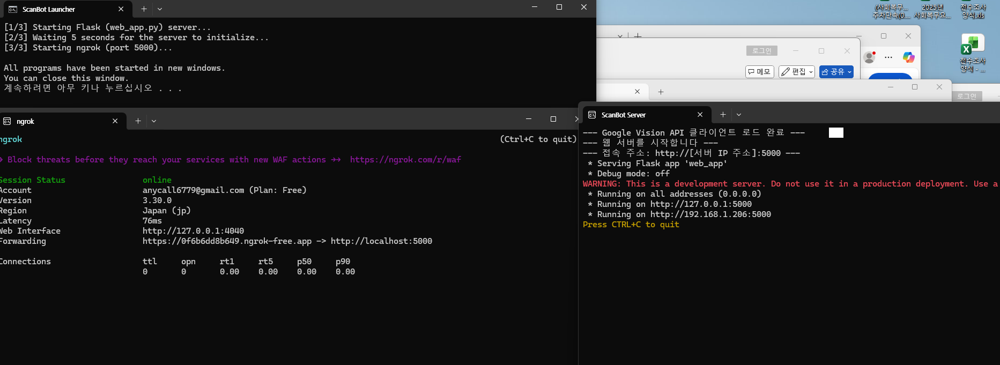 ScanBot Launcher
[1/3] Starting Flask (web_app.py) server...
[2/3] Waiting 5 seconds for the server to initialize...
[3/3] Starting ngrok (port 5000)...
All programs have been started in new windows.
You can close this window.
계속하려면 아무 키나 누르십시오 . . .
(사회복무...
주자단속(0....
2025년
사회복무요...
전수조사
양식.xls
전수조사
양식 - ...
로그인
메모
편집
공유
로그인
ngrok
ngrok
(Ctrl+C to quit)
Block threats before they reach your services with new WAF actions →→ https://ngrok.com/r/waf
Session Status online
Account anycall6779@gmail.com (Plan: Free)
Version 3.30.0
Region Japan (jp)
Latency 76ms
Web Interface http://127.0.0.1:4040
Forwarding https://0f6b6dd8b649.ngrok-free.app -> http://localhost:5000
Connections ttl opn rt1 rt5 p50 p90
0 0 0.00 0.00 0.00 0.00
ScanBot Server
--- Google Vision API 클라이언트 로드 완료 ---
--- 웹 서버를 시작합니다 ---
--- 접속 주소: http://[서버 IP 주소]:5000 ---
* Serving Flask app 'web_app'
* Debug mode: off
WARNING: This is a development server. Do not use it in a production deployment. Use a
* Running on all addresses (0.0.0.0)
* Running on http://127.0.0.1:5000
* Running on http://192.168.1.206:5000
Press CTRL+C to quit